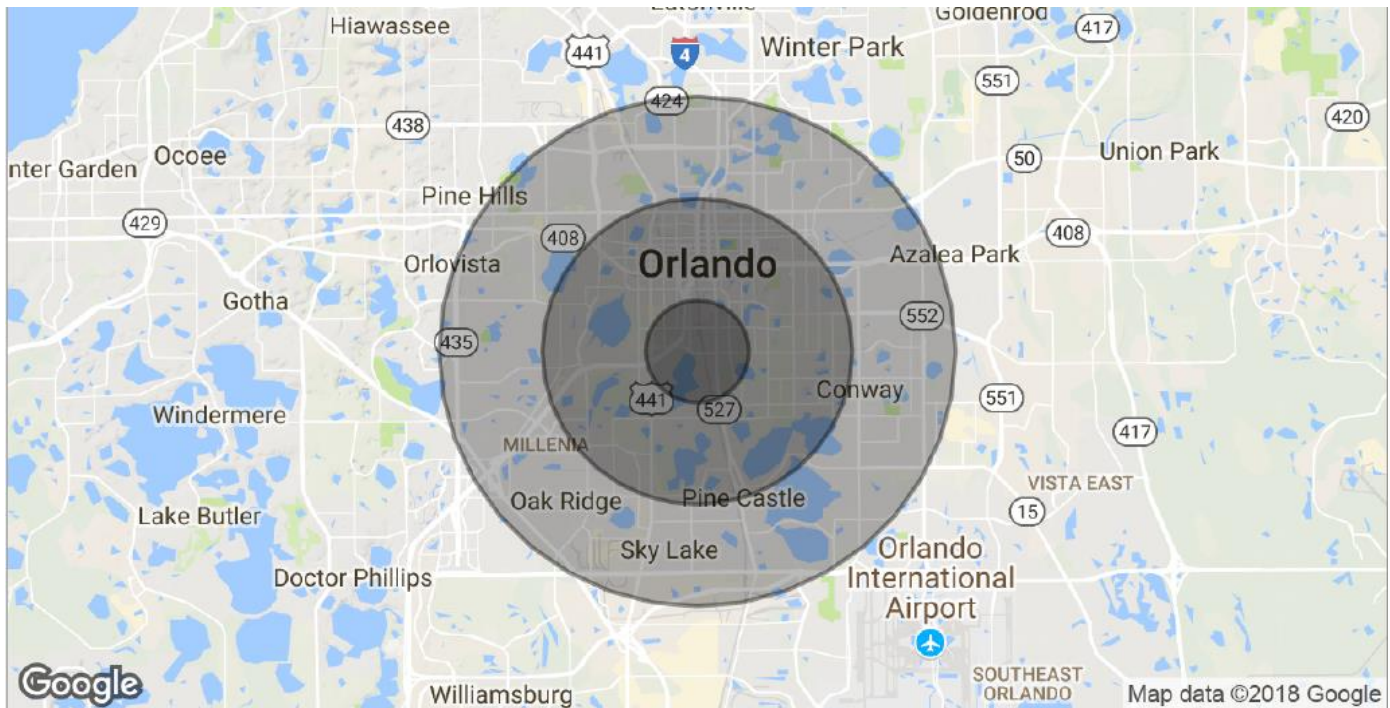 Eatonville
Goldenrod
Hiawassee
417
441
4
Winter Park
551
424
420
438
Ocoee
50
Union Park
nter Garden
Pine Hills
429
408
408
Azalea Park
Orlando
Orlovista
Gotha
552
435
Conway
441
527
551
Windermere
417
MILLENIA
VISTA EAST
Oak Ridge
Pine Castle
15
Lake Butler
Sky Lake
Orlando
International
Airport
Doctor Phillips
SOUTHEAST
ORLANDO
Google
Williamsburg
Map data ©2018 Google